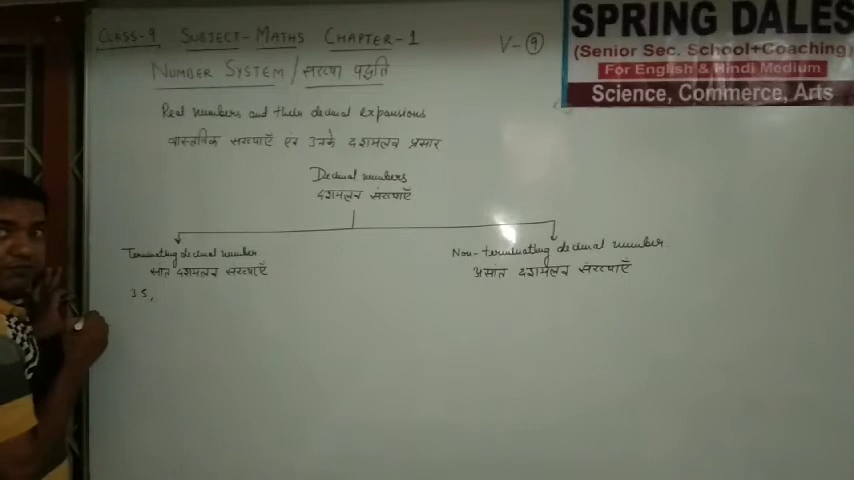 CLASS-9 SUBJECT-MATHS CHAPTER-1
V-9
SPRING DALES
(Senior Sec. School+Coaching)
For English & Hindi Medium
Science, Commerce, Arts
NUMBER SYSTEM / संख्या पद्धति
Real numbers and their decimal expansions
वास्तविक संख्याएँ एवं उनके दशमलव प्रसार
Decimal numbers
दशमलव संख्याएँ
Terminating decimal number
सांत दशमलव संख्याएँ
Non-terminating decimal number
असांत दशमलव संख्याएँ